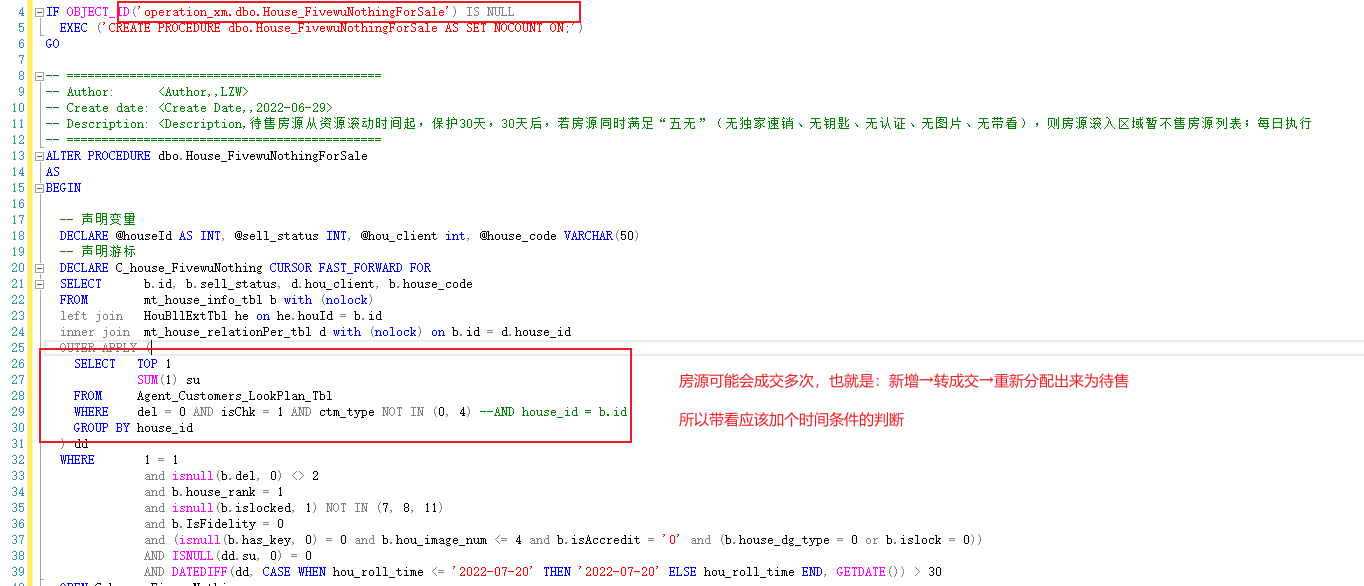 4 IF OBJECT_ID('operation_xm.dbo.House_FivewuNothingForSale') IS NULL
5 EXEC ('CREATE PROCEDURE dbo.House_FivewuNothingForSale AS SET NOCOUNT ON;')
6 GO
7
8 -- =============================================
9 -- Author: <Author,,LZW>
10 -- Create date: <Create Date,,2022-06-29>
11 -- Description: <Description,待售房源从资源滚动时间起，保护30天，30天后，若房源同时满足“五无”（无独家速销、无钥匙、无认证、无图片、无带看），则房源滚入区域暂不售房源列表；每日执行
12 -- =============================================
13 ALTER PROCEDURE dbo.House_FivewuNothingForSale
14 AS
15 BEGIN
16
17 -- 声明变量
18 DECLARE @houseId AS INT, @sell_status INT, @hou_client int, @house_code VARCHAR(50)
19 -- 声明游标
20 DECLARE C_house_FivewuNothing CURSOR FAST_FORWARD FOR
21 SELECT b.id, b.sell_status, d.hou_client, b.house_code
22 FROM mt_house_info_tbl b with (nolock)
23 left join HouBllExtTbl he on he.houId = b.id
24 inner join mt_house_relationPer_tbl d with (nolock) on b.id = d.house_id
25 OUTER APPLY (
26 SELECT TOP 1
27 SUM(1) su
28 FROM Agent_Customers_LookPlan_Tbl
29 WHERE del = 0 AND isChk = 1 AND ctm_type NOT IN (0, 4) --AND house_id = b.id
30 GROUP BY house_id
房源可能会成交多次，也就是：新增→转成交→重新分配出来为待售
所以带看应该加个时间条件的判断
31 ) dd
32 WHERE 1 = 1
33 and isnull(b.del, 0) <> 2
34 and b.house_rank = 1
35 and isnull(b.islocked, 1) NOT IN (7, 8, 11)
36 and b.IsFidelity = 0
37 and (isnull(b.has_key, 0) = 0 and b.hou_image_num <= 4 and b.isAccredit = '0' and (b.house_dg_type = 0 or b.islock = 0))
38 AND ISNULL(dd.su, 0) = 0
39 AND DATEDIFF(dd, CASE WHEN hou_roll_time <= '2022-07-20' THEN '2022-07-20' ELSE hou_roll_time END, GETDATE()) > 30